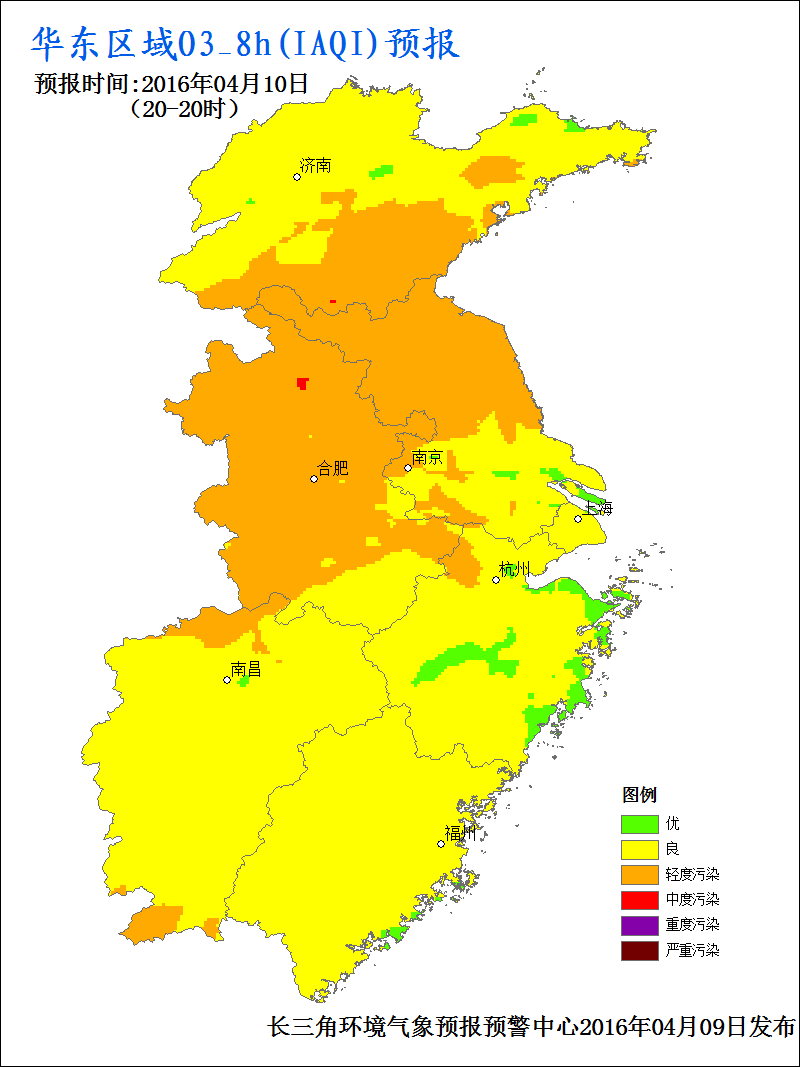 华东区域O3_8h(IAQI)预报
预报时间:2016年04月10日
(20-20时)
济南
南京
合肥
上海
杭州
南昌
福州
图例
优
良
轻度污染
中度污染
重度污染
严重污染
长三角环境气象预报预警中心2016年04月09日发布